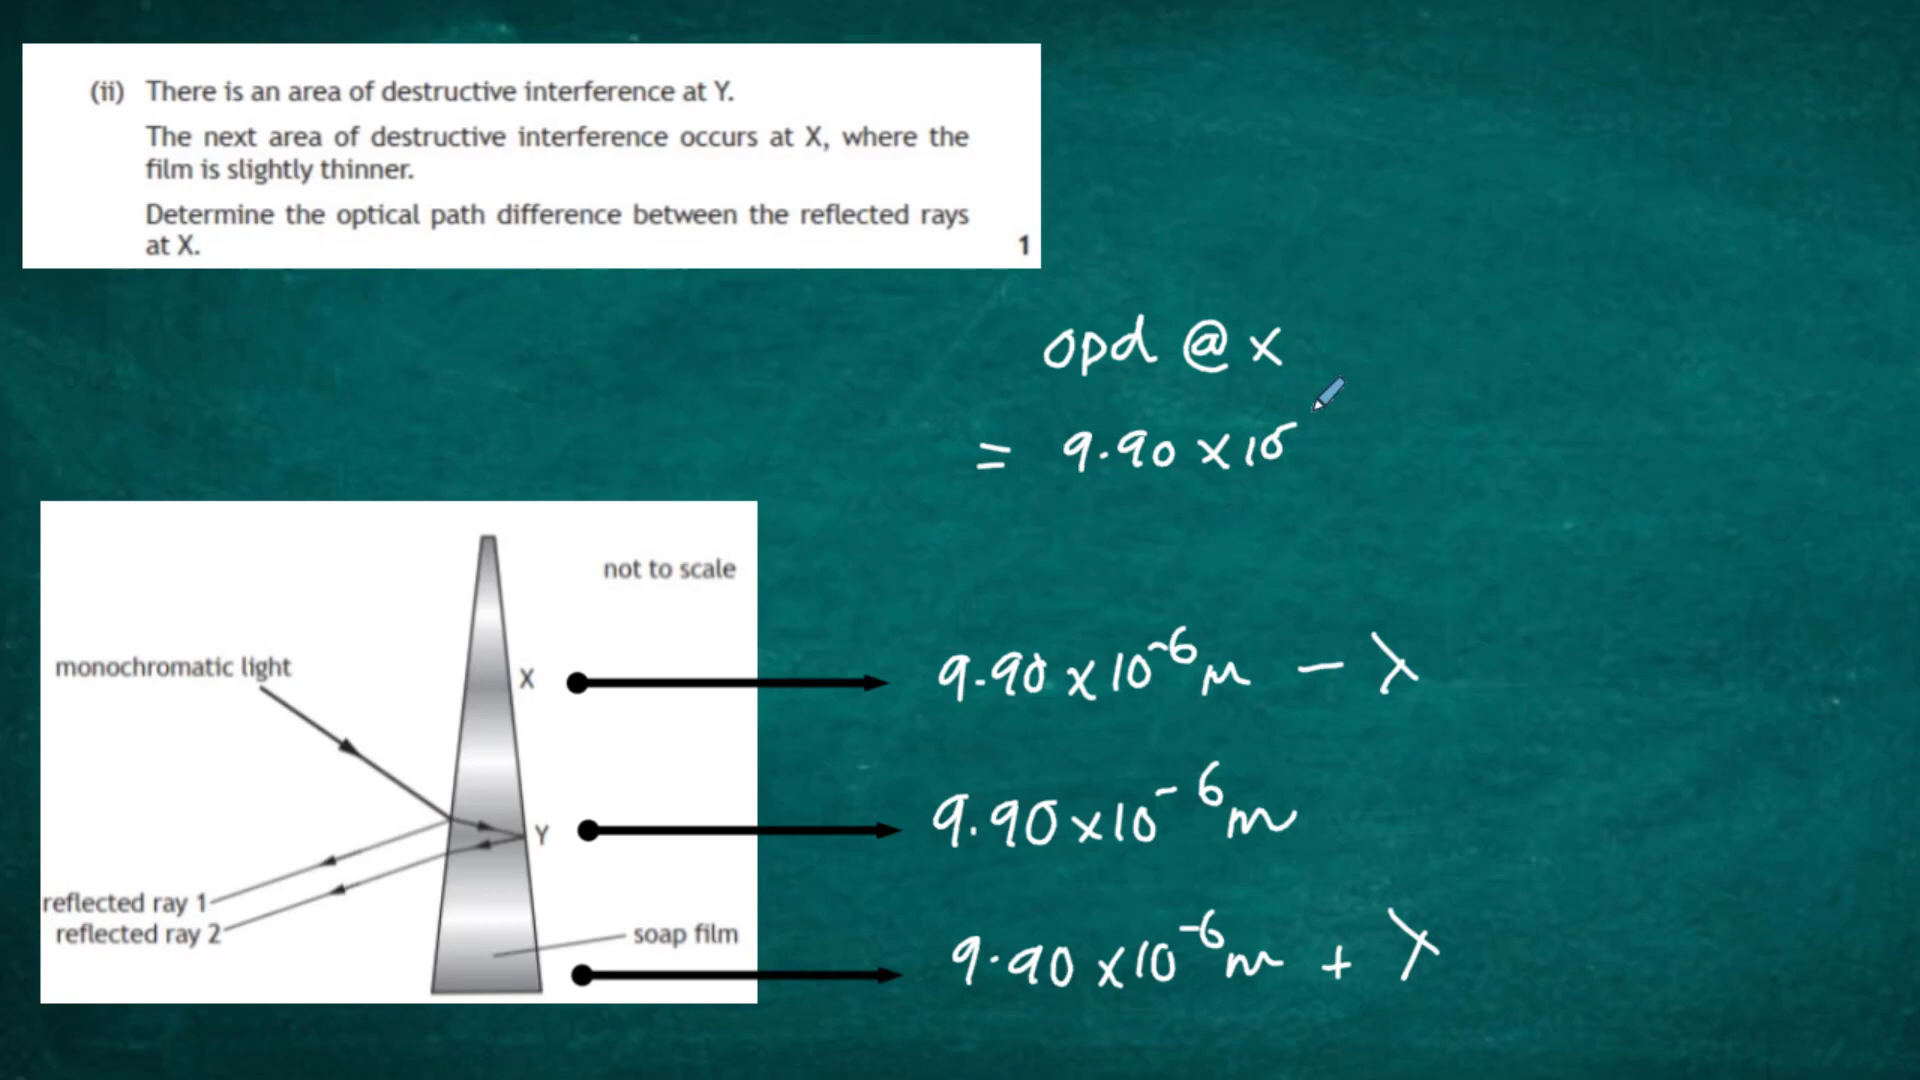 (ii) There is an area of destructive interference at Y.
The next area of destructive interference occurs at X, where the
film is slightly thinner.
Determine the optical path difference between the reflected rays
at X. 1
opd @ x
= 9.90 × 10⁻
not to scale
monochromatic light
X
9.90 × 10⁻⁶ m − λ
Y
9.90 × 10⁻⁶ m
reflected ray 1
reflected ray 2
soap film
9.90 × 10⁻⁶ m + λ